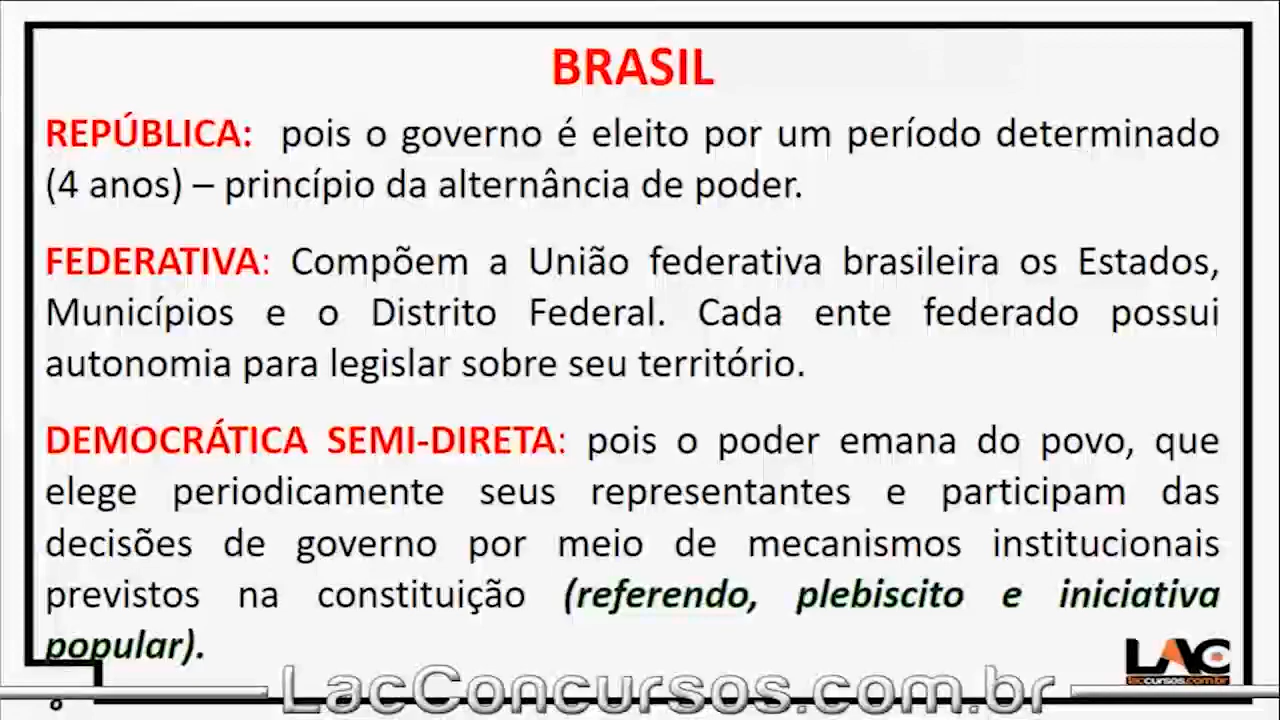 BRASIL
REPÚBLICA: pois o governo é eleito por um período determinado
(4 anos) – princípio da alternância de poder.
FEDERATIVA: Compõem a União federativa brasileira os Estados,
Municípios e o Distrito Federal. Cada ente federado possui
autonomia para legislar sobre seu território.
DEMOCRÁTICA SEMI-DIRETA: pois o poder emana do povo, que
elege periodicamente seus representantes e participam das
decisões de governo por meio de mecanismos institucionais
previstos na constituição (referendo, plebiscito e iniciativa
popular).
LAC
laccursos.com.br
LacConcursos.com.br